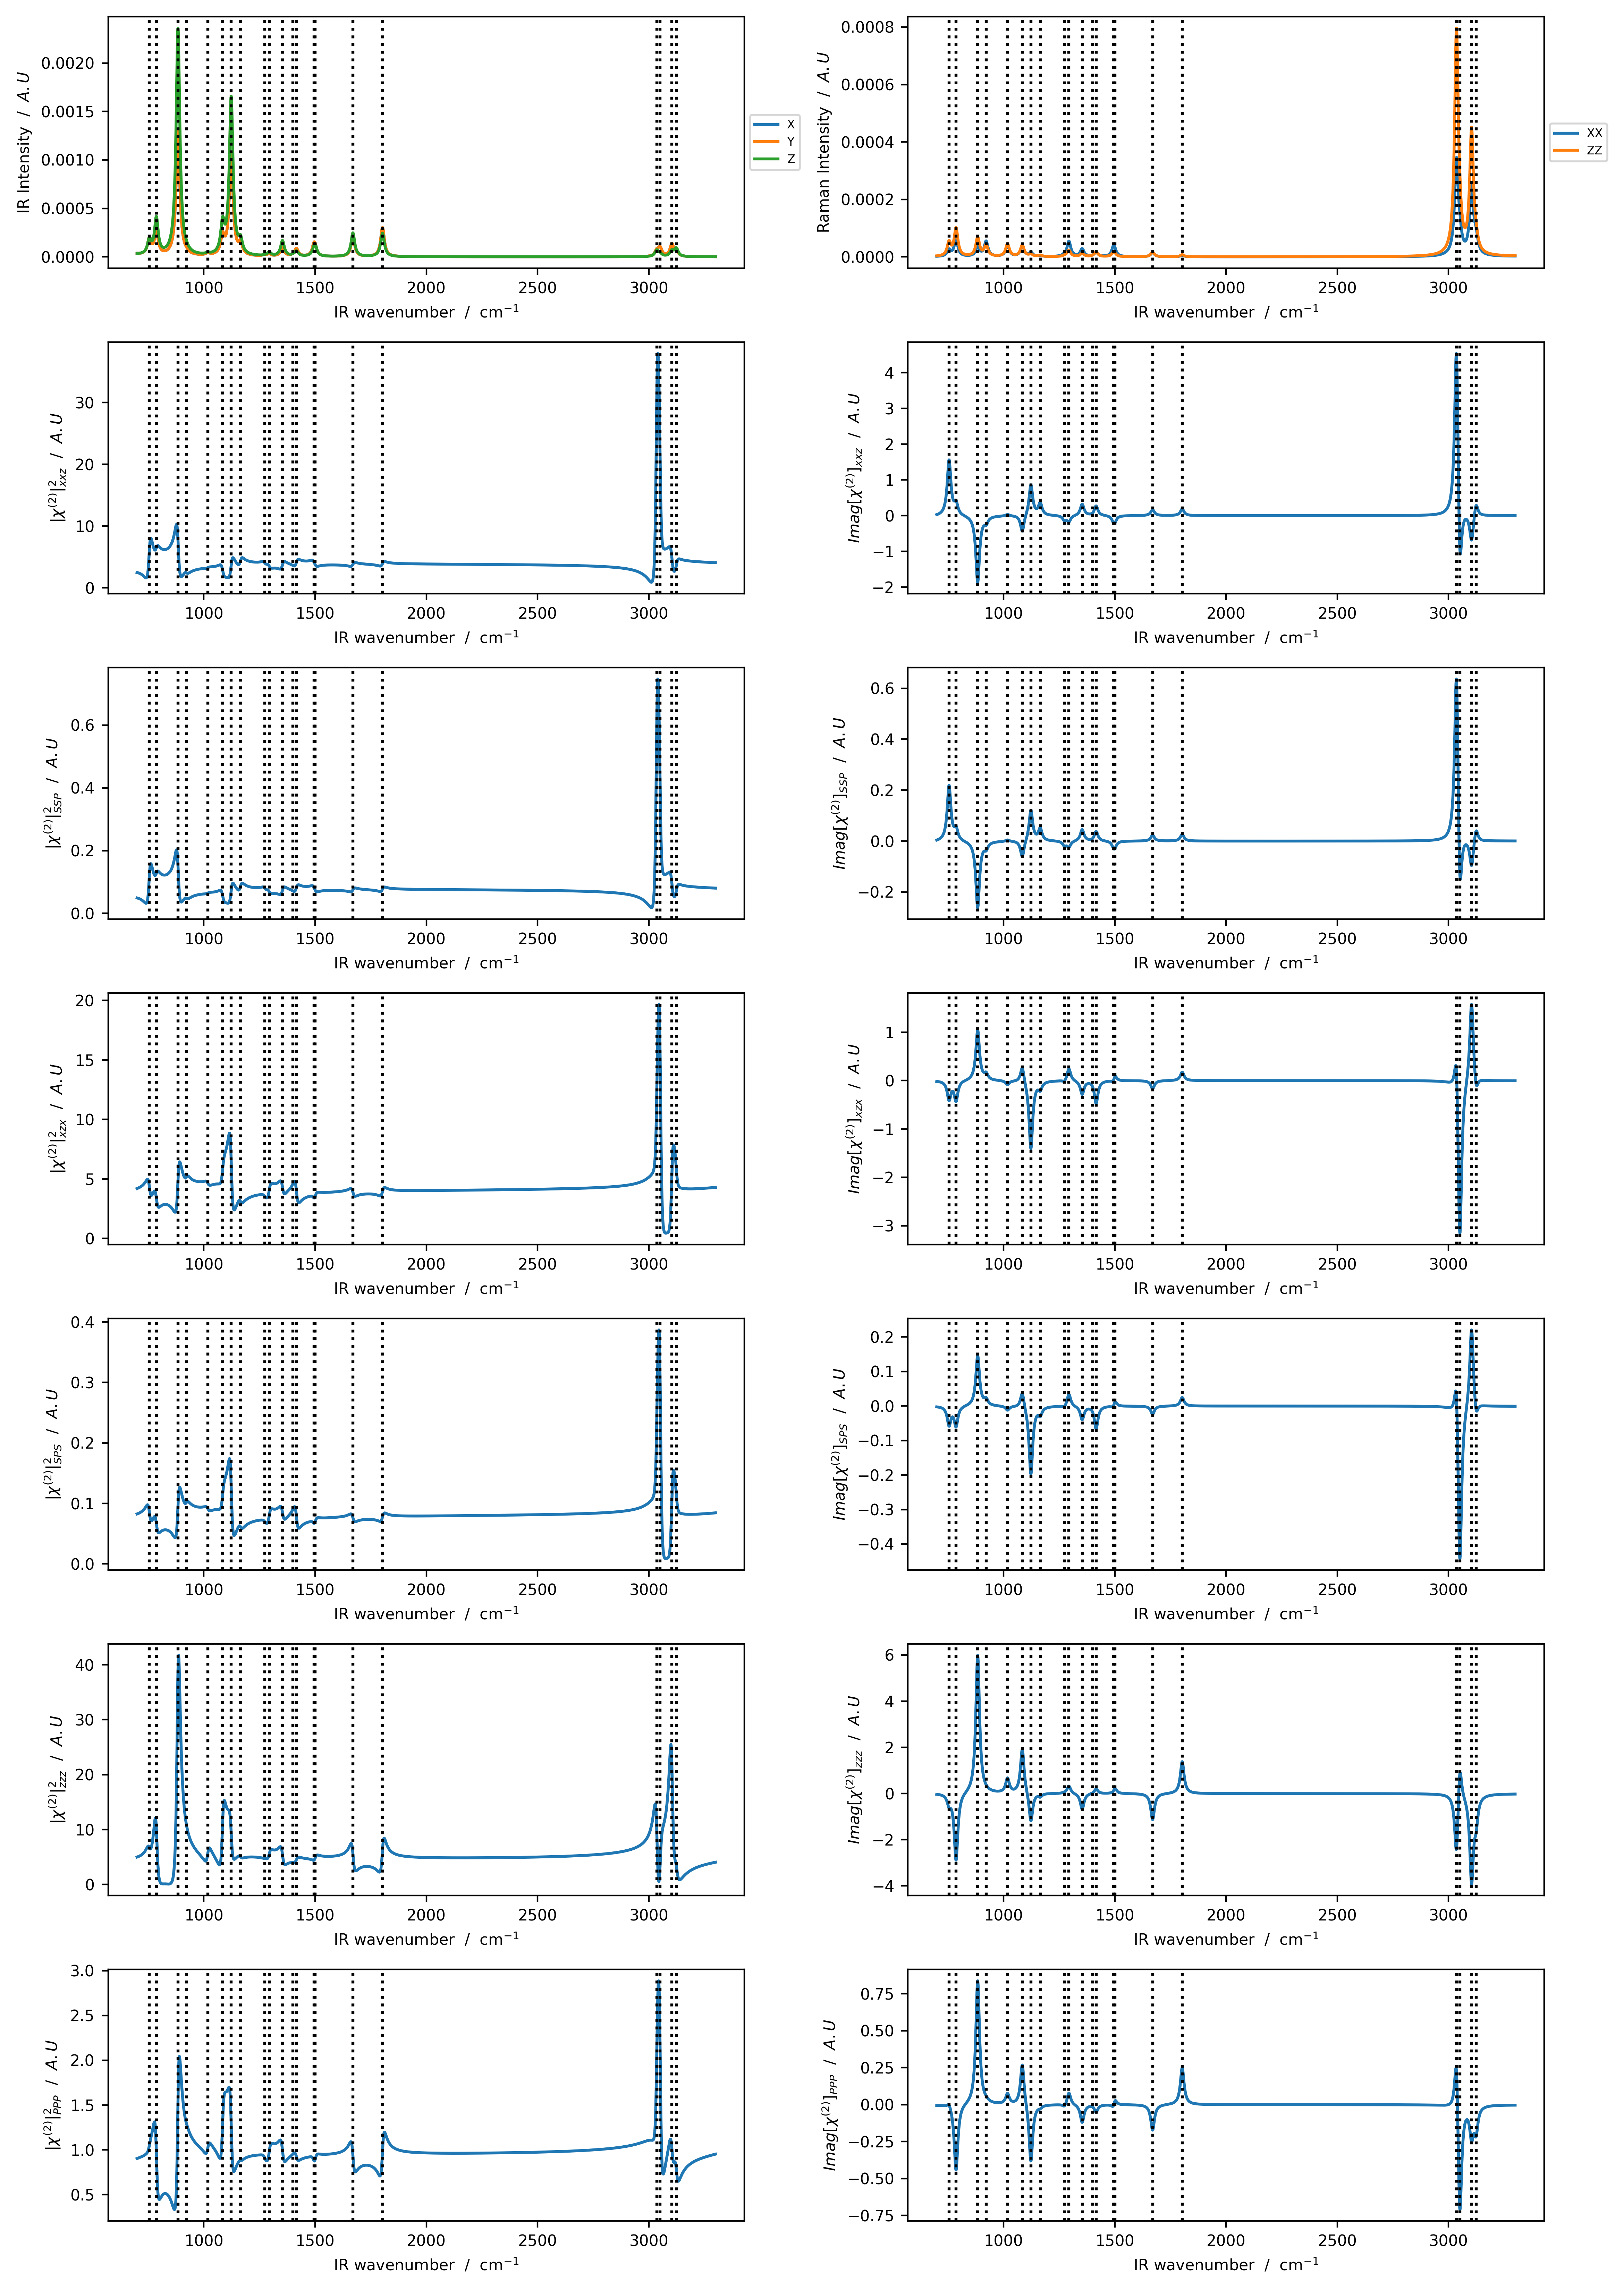 IR Intensity / A.U
0.0020
0.0015
0.0010
0.0005
0.0000
1000 1500 2000 2500 3000
IR wavenumber / cm⁻¹
X
Y
Z
Raman Intensity / A.U
0.0008
0.0006
0.0004
0.0002
0.0000
1000 1500 2000 2500 3000
IR wavenumber / cm⁻¹
XX
ZZ
|χ⁽²⁾|²xxz / A.U
30
20
10
0
1000 1500 2000 2500 3000
IR wavenumber / cm⁻¹
Imag[χ⁽²⁾]xxz / A.U
4
3
2
1
0
−1
−2
1000 1500 2000 2500 3000
IR wavenumber / cm⁻¹
|χ⁽²⁾|²SSP / A.U
0.6
0.4
0.2
0.0
1000 1500 2000 2500 3000
IR wavenumber / cm⁻¹
Imag[χ⁽²⁾]SSP / A.U
0.6
0.4
0.2
0.0
−0.2
1000 1500 2000 2500 3000
IR wavenumber / cm⁻¹
|χ⁽²⁾|²xzx / A.U
20
15
10
5
0
1000 1500 2000 2500 3000
IR wavenumber / cm⁻¹
Imag[χ⁽²⁾]xzx / A.U
1
0
−1
−2
−3
1000 1500 2000 2500 3000
IR wavenumber / cm⁻¹
|χ⁽²⁾|²SPS / A.U
0.4
0.3
0.2
0.1
0.0
1000 1500 2000 2500 3000
IR wavenumber / cm⁻¹
Imag[χ⁽²⁾]SPS / A.U
0.2
0.1
0.0
−0.1
−0.2
−0.3
−0.4
1000 1500 2000 2500 3000
IR wavenumber / cm⁻¹
|χ⁽²⁾|²zzz / A.U
40
30
20
10
0
1000 1500 2000 2500 3000
IR wavenumber / cm⁻¹
Imag[χ⁽²⁾]zzz / A.U
6
4
2
0
−2
−4
1000 1500 2000 2500 3000
IR wavenumber / cm⁻¹
|χ⁽²⁾|²PPP / A.U
3.0
2.5
2.0
1.5
1.0
0.5
1000 1500 2000 2500 3000
IR wavenumber / cm⁻¹
Imag[χ⁽²⁾]PPP / A.U
0.75
0.50
0.25
0.00
−0.25
−0.50
−0.75
1000 1500 2000 2500 3000
IR wavenumber / cm⁻¹